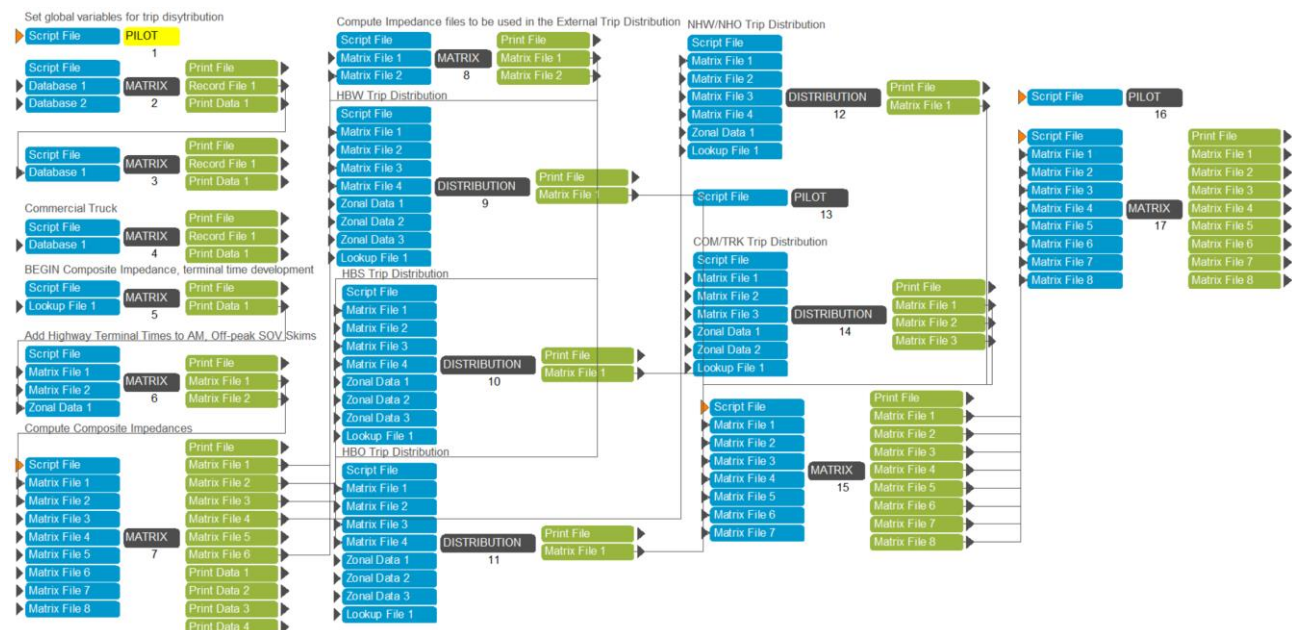 Set global variables for trip disytribution
Script File PILOT
1
Script File Print File
Database 1 MATRIX Record File 1
Database 2 2 Print Data 1
Script File Print File
Database 1 MATRIX Record File 1
3 Print Data 1
Commercial Truck
Script File Print File
Database 1 MATRIX Record File 1
4 Print Data 1
BEGIN Composite Impedance, terminal time development
Script File MATRIX Print File
Lookup File 1 5 Print Data 1
Add Highway Terminal Times to AM, Off-peak SOV Skims
Script File Print File
Matrix File 1 MATRIX Matrix File 1
Matrix File 2 6 Matrix File 2
Zonal Data 1
Compute Composite Impedances
Print File
Script File Matrix File 1
Matrix File 1 Matrix File 2
Matrix File 2 Matrix File 3
Matrix File 3 Matrix File 4
Matrix File 4 MATRIX Matrix File 5
Matrix File 5 7 Matrix File 6
Matrix File 6 Print Data 1
Matrix File 7 Print Data 2
Matrix File 8 Print Data 3
Print Data 4
Compute Impedance files to be used in the External Trip Distribution
Script File Print File
Matrix File 1 MATRIX Matrix File 1
Matrix File 2 8 Matrix File 2
HBW Trip Distribution
Script File
Matrix File 1
Matrix File 2
Matrix File 3
Matrix File 4 DISTRIBUTION Print File
Zonal Data 1 9 Matrix File 1
Zonal Data 2
Zonal Data 3
Lookup File 1
HBS Trip Distribution
Script File
Matrix File 1
Matrix File 2
Matrix File 3
Matrix File 4 DISTRIBUTION Print File
Zonal Data 1 10 Matrix File 1
Zonal Data 2
Zonal Data 3
Lookup File 1
HBO Trip Distribution
Script File
Matrix File 1
Matrix File 2
Matrix File 3
Matrix File 4 DISTRIBUTION Print File
Zonal Data 1 11 Matrix File 1
Zonal Data 2
Zonal Data 3
Lookup File 1
NHW/NHO Trip Distribution
Script File
Matrix File 1
Matrix File 2
Matrix File 3 DISTRIBUTION Print File
Matrix File 4 12 Matrix File 1
Zonal Data 1
Lookup File 1
Script File PILOT
13
COM/TRK Trip Distribution
Script File
Matrix File 1
Matrix File 2 Print File
Matrix File 3 DISTRIBUTION Matrix File 1
Zonal Data 1 14 Matrix File 2
Zonal Data 2 Matrix File 3
Lookup File 1
Print File
Script File Matrix File 1
Matrix File 1 Matrix File 2
Matrix File 2 Matrix File 3
Matrix File 3 MATRIX Matrix File 4
Matrix File 4 15 Matrix File 5
Matrix File 5 Matrix File 6
Matrix File 6 Matrix File 7
Matrix File 7 Matrix File 8
Script File PILOT
16
Script File Print File
Matrix File 1 Matrix File 1
Matrix File 2 Matrix File 2
Matrix File 3 Matrix File 3
Matrix File 4 MATRIX Matrix File 4
Matrix File 5 17 Matrix File 5
Matrix File 6 Matrix File 6
Matrix File 7 Matrix File 7
Matrix File 8 Matrix File 8